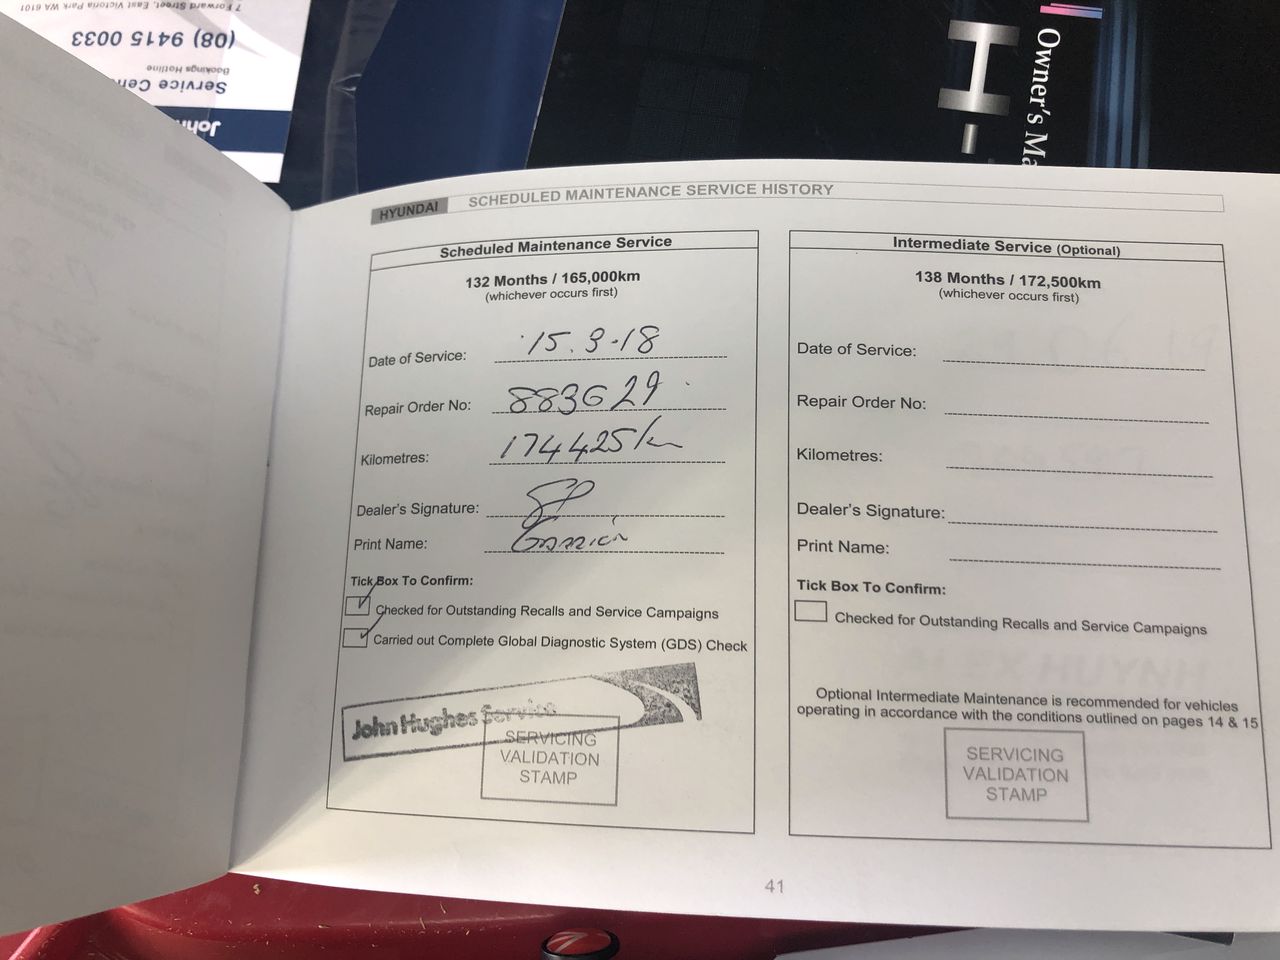 7 Forward Street, East Victoria Park WA 6101
(08) 9415 0033
Bookings Hotline
Service Cen
John
H-
Owner's Ma
HYUNDAI SCHEDULED MAINTENANCE SERVICE HISTORY
Scheduled Maintenance Service
132 Months / 165,000km
(whichever occurs first)
Date of Service: 15.3.18
Repair Order No: 883629
Kilometres: 174425km
Dealer's Signature:
Print Name:
Tick Box To Confirm:
Checked for Outstanding Recalls and Service Campaigns
Carried out Complete Global Diagnostic System (GDS) Check
John Hughes Service
SERVICING
VALIDATION
STAMP
Intermediate Service (Optional)
138 Months / 172,500km
(whichever occurs first)
Date of Service:
Repair Order No:
Kilometres:
Dealer's Signature:
Print Name:
Tick Box To Confirm:
Checked for Outstanding Recalls and Service Campaigns
Optional Intermediate Maintenance is recommended for vehicles
operating in accordance with the conditions outlined on pages 14 & 15
SERVICING
VALIDATION
STAMP
41